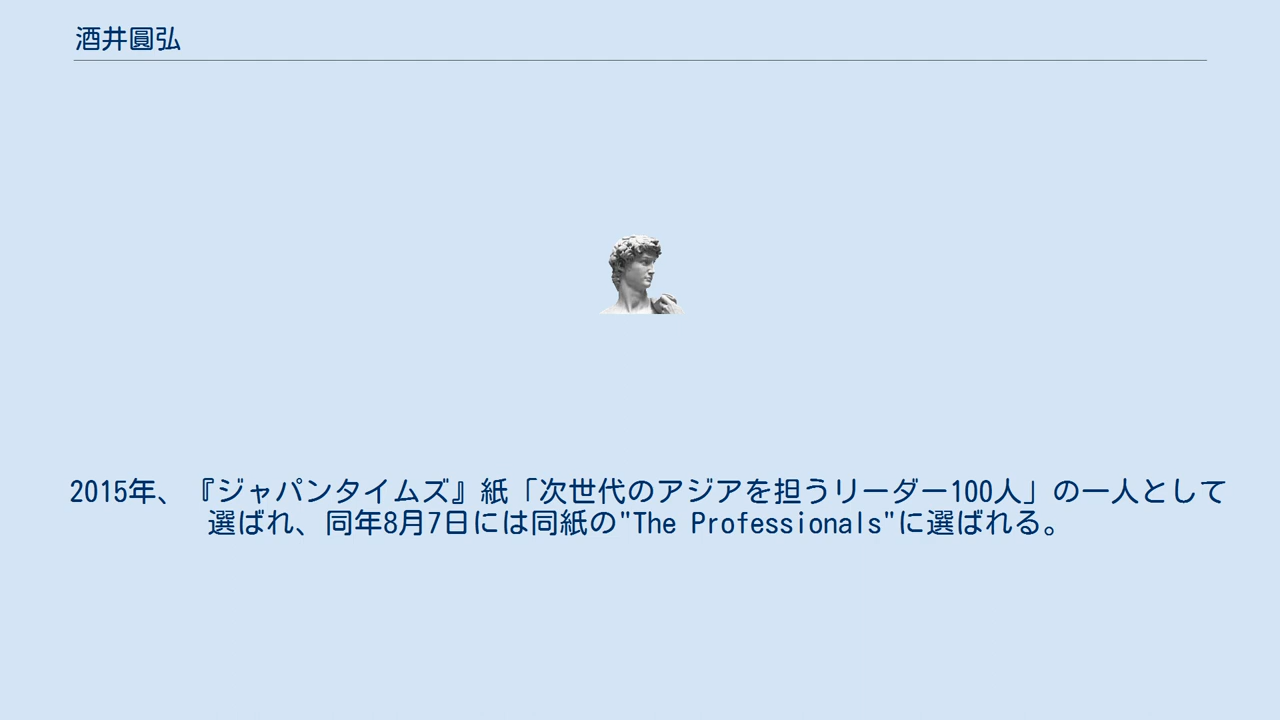 酒井圓弘
2015年、『ジャパンタイムズ』紙「次世代のアジアを担うリーダー100人」の一人として
選ばれ、同年8月7日には同紙の"The Professionals"に選ばれる。